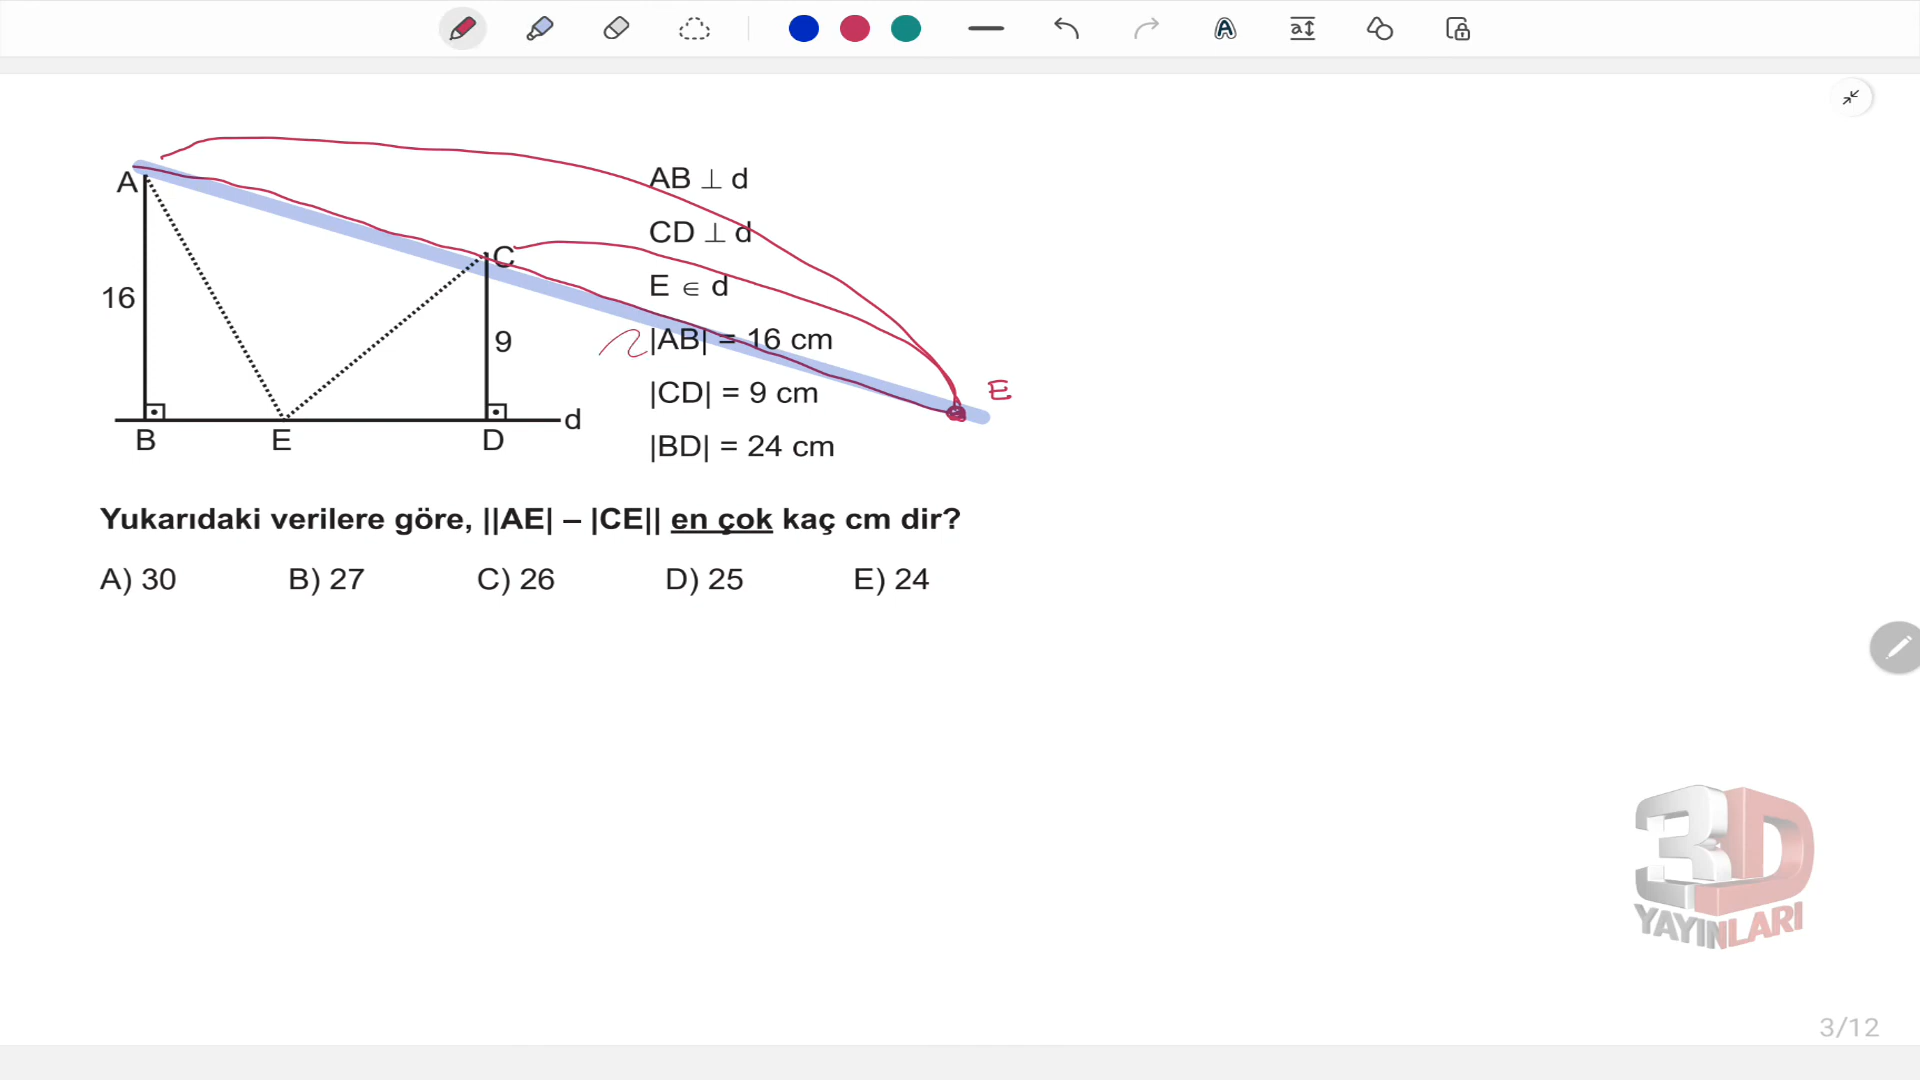 A
C
16
9
B
E
D
d
AB ⊥ d
CD ⊥ d
E ∈ d
|AB| = 16 cm
|CD| = 9 cm
|BD| = 24 cm
E
Yukarıdaki verilere göre, ||AE| – |CE|| en çok kaç cm dir?
A) 30 B) 27 C) 26 D) 25 E) 24
3D
YAYINLARI
3/12